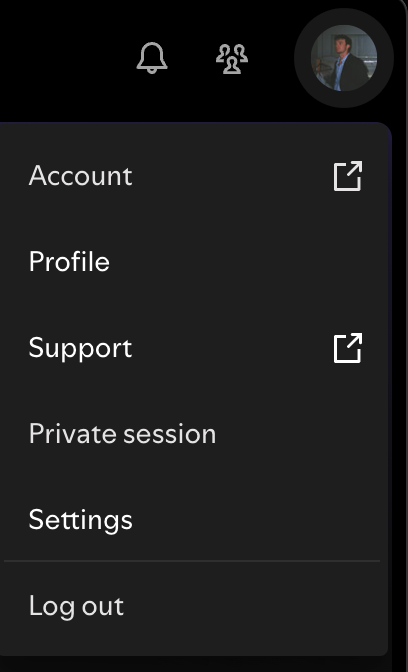 Account
Profile
Support
Private session
Settings
Log out